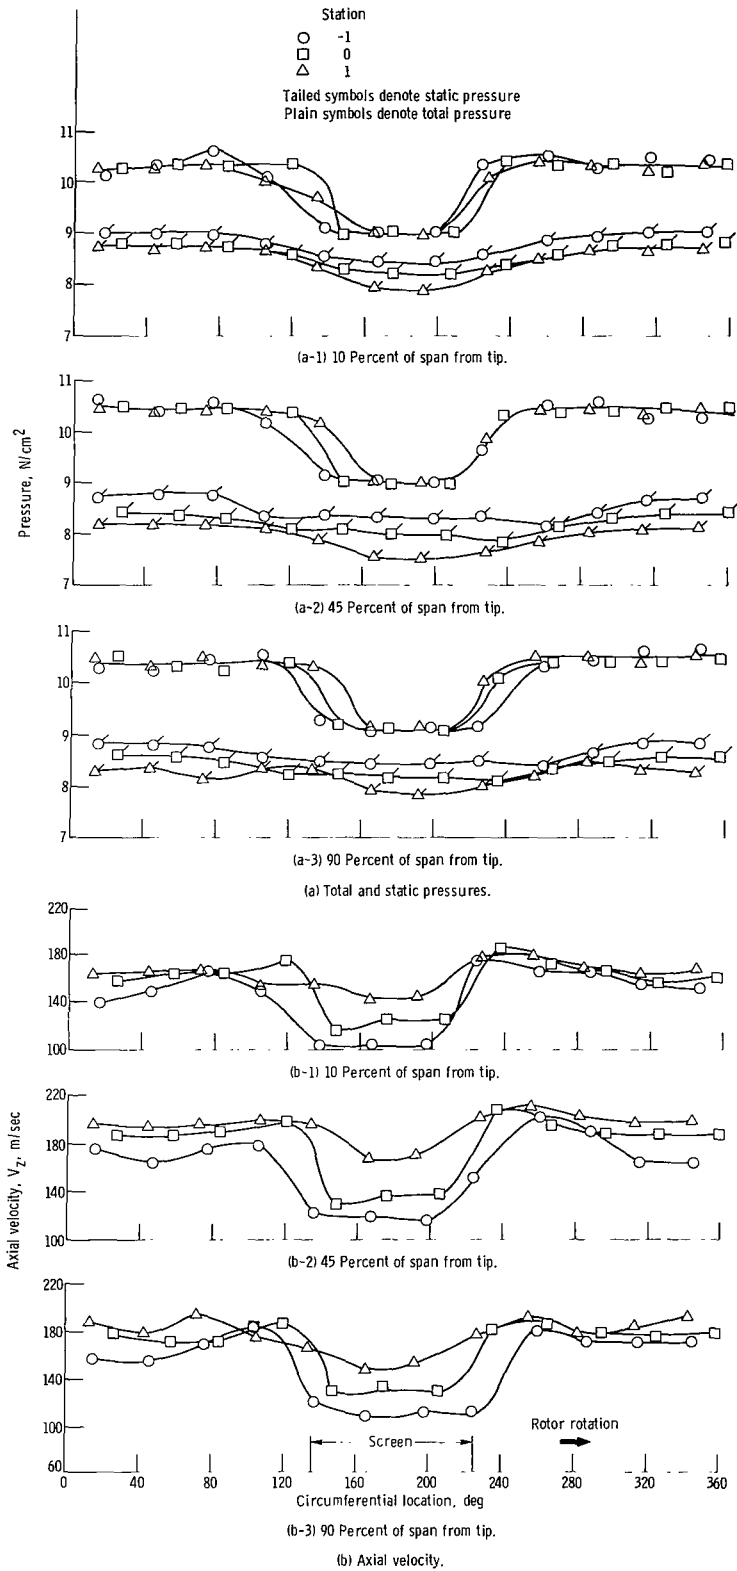 Station
-1
0
1
Tailed symbols denote static pressure
Plain symbols denote total pressure
11
10
9
8
7
(a-1) 10 Percent of span from tip.
11
10
9
8
7
Pressure, N/cm2
(a-2) 45 Percent of span from tip.
11
10
9
8
7
(a-3) 90 Percent of span from tip.
(a) Total and static pressures.
220
180
140
100
(b-1) 10 Percent of span from tip.
220
180
140
100
Axial velocity, VZ, m/sec
(b-2) 45 Percent of span from tip.
220
180
140
100
60
Screen
Rotor rotation
0 40 80 120 160 200 240 280 320 360
Circumferential location, deg
(b-3) 90 Percent of span from tip.
(b) Axial velocity.